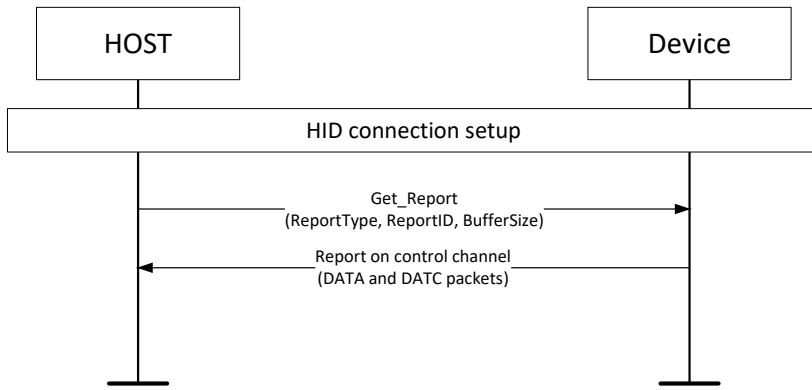 HOST
Device
HID connection setup
Get_Report
(ReportType, ReportID, BufferSize)
Report on control channel
(DATA and DATC packets)